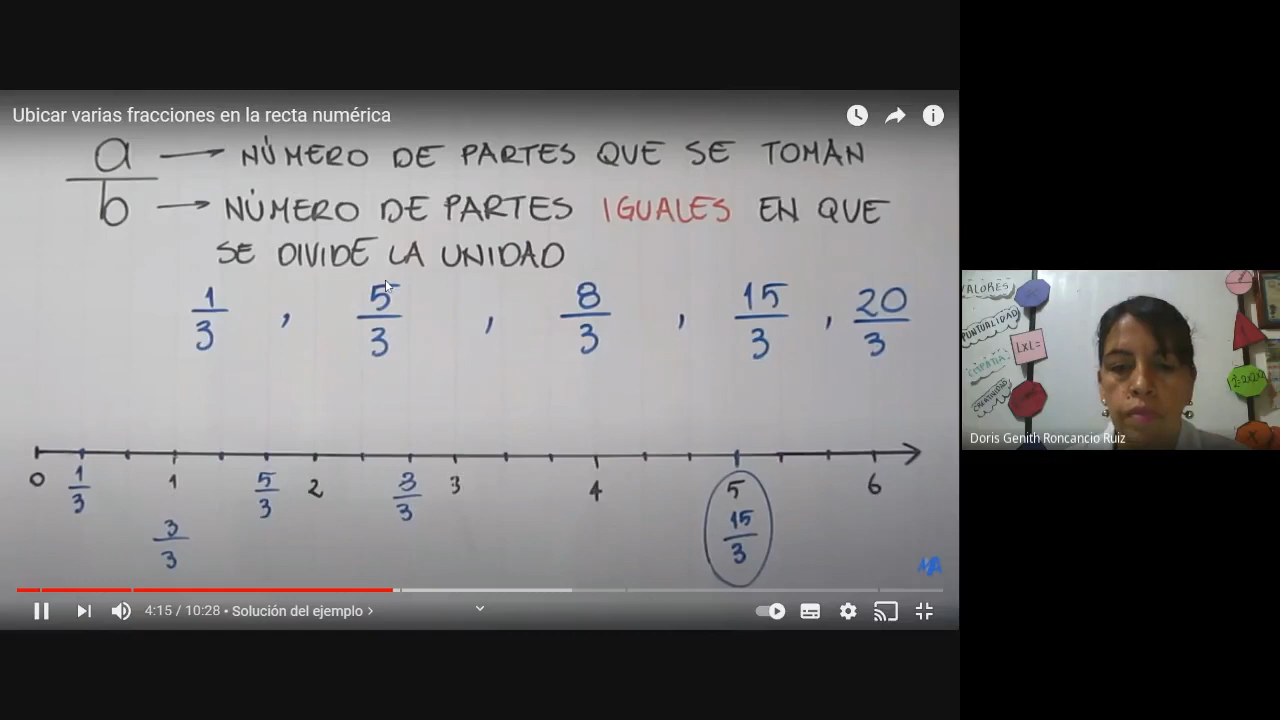 Ubicar varias fracciones en la recta numérica
a → NÚMERO DE PARTES QUE SE TOMAN
b → NÚMERO DE PARTES IGUALES EN QUE
SE DIVIDE LA UNIDAD
1/3 , 5/3 , 8/3 , 15/3 , 20/3
0 1/3 1 5/3 2 8/3 3 4 5 6
3/3 15/3
MA
4:15 / 10:28 • Solución del ejemplo >
VALORES
PUNTUALIDAD
EMPATIA
CREATIVIDAD
LXL=
Doris Genith Roncancio Ruiz